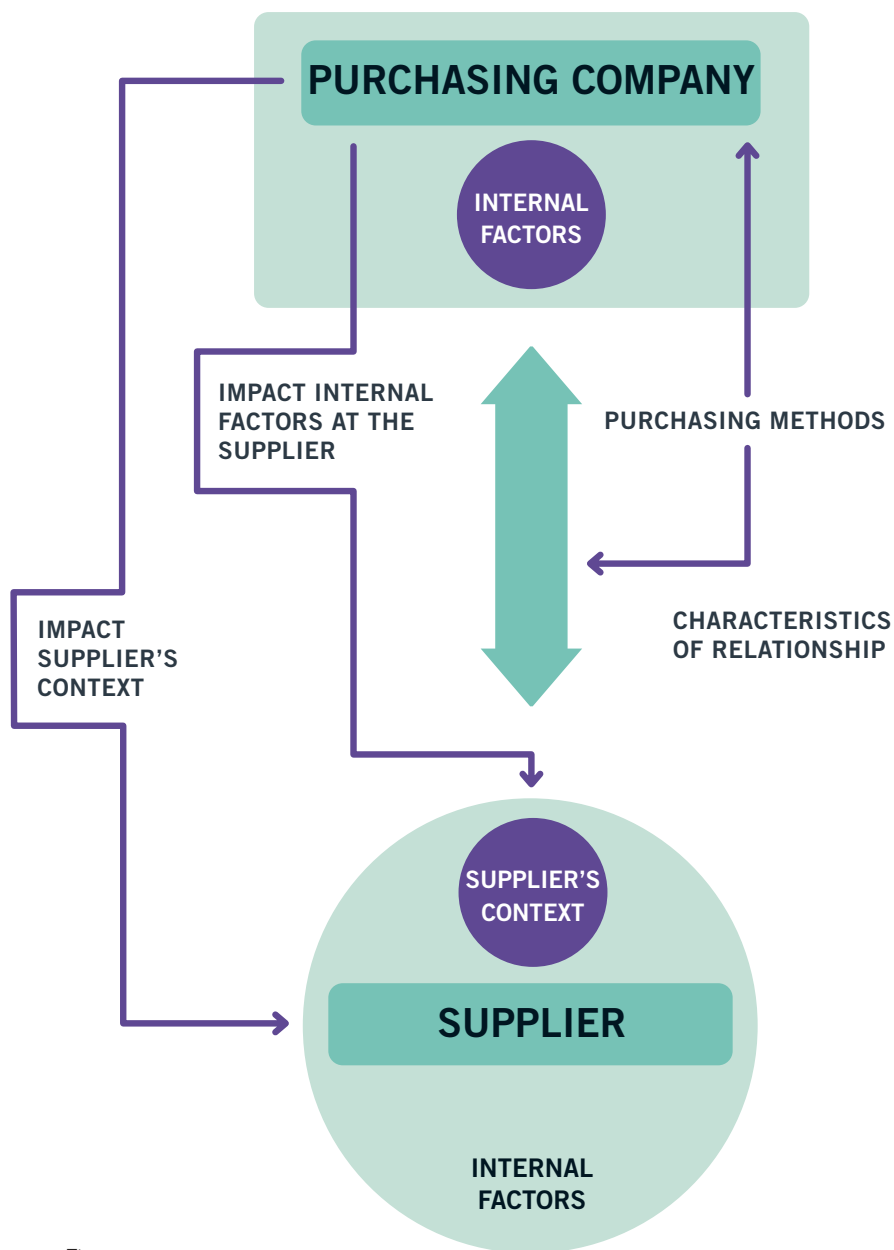 PURCHASING COMPANY
INTERNAL
FACTORS
IMPACT INTERNAL
FACTORS AT THE
SUPPLIER
PURCHASING METHODS
CHARACTERISTICS
OF RELATIONSHIP
IMPACT
SUPPLIER'S
CONTEXT
SUPPLIER'S
CONTEXT
SUPPLIER
INTERNAL
FACTORS